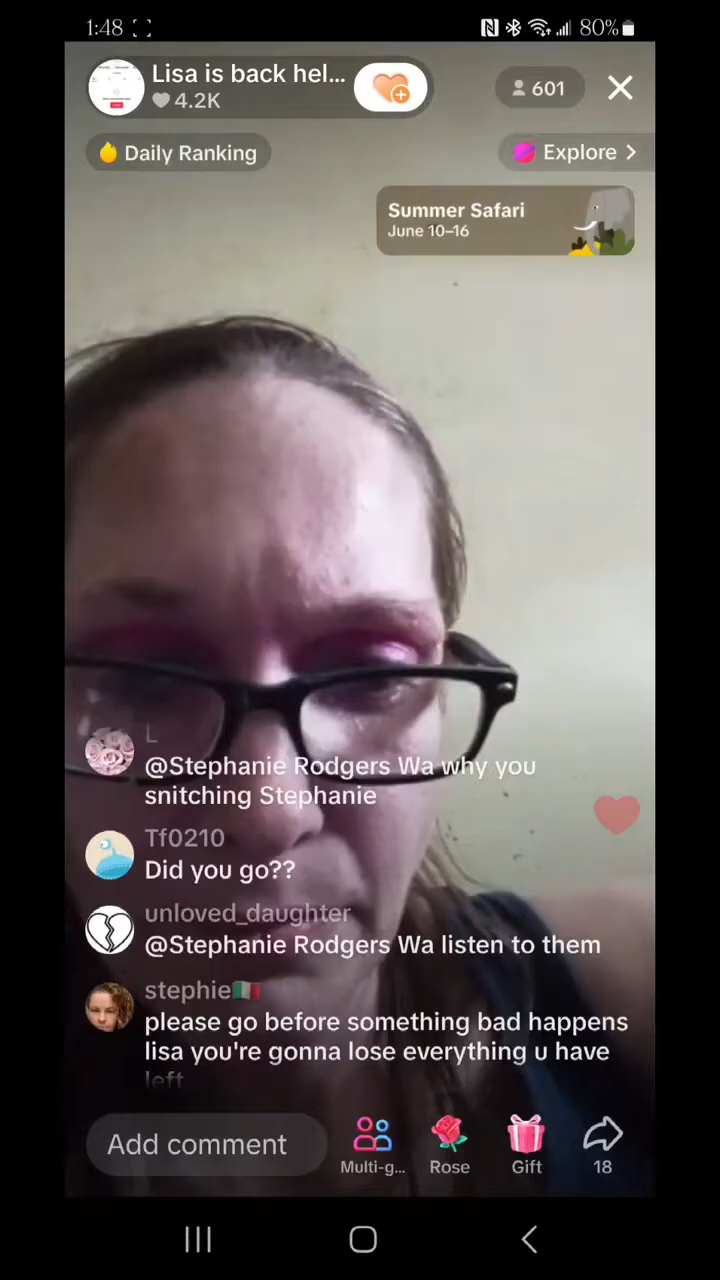 1:48
80%
Lisa is back hel...
4.2K
601
Daily Ranking
Explore
Summer Safari
June 10–16
L
@Stephanie Rodgers Wa why you
snitching Stephanie
Tf0210
Did you go??
unloved_daughter
@Stephanie Rodgers Wa listen to them
stephie
please go before something bad happens
lisa you're gonna lose everything u have
left
Add comment
Multi-g...
Rose
Gift
18